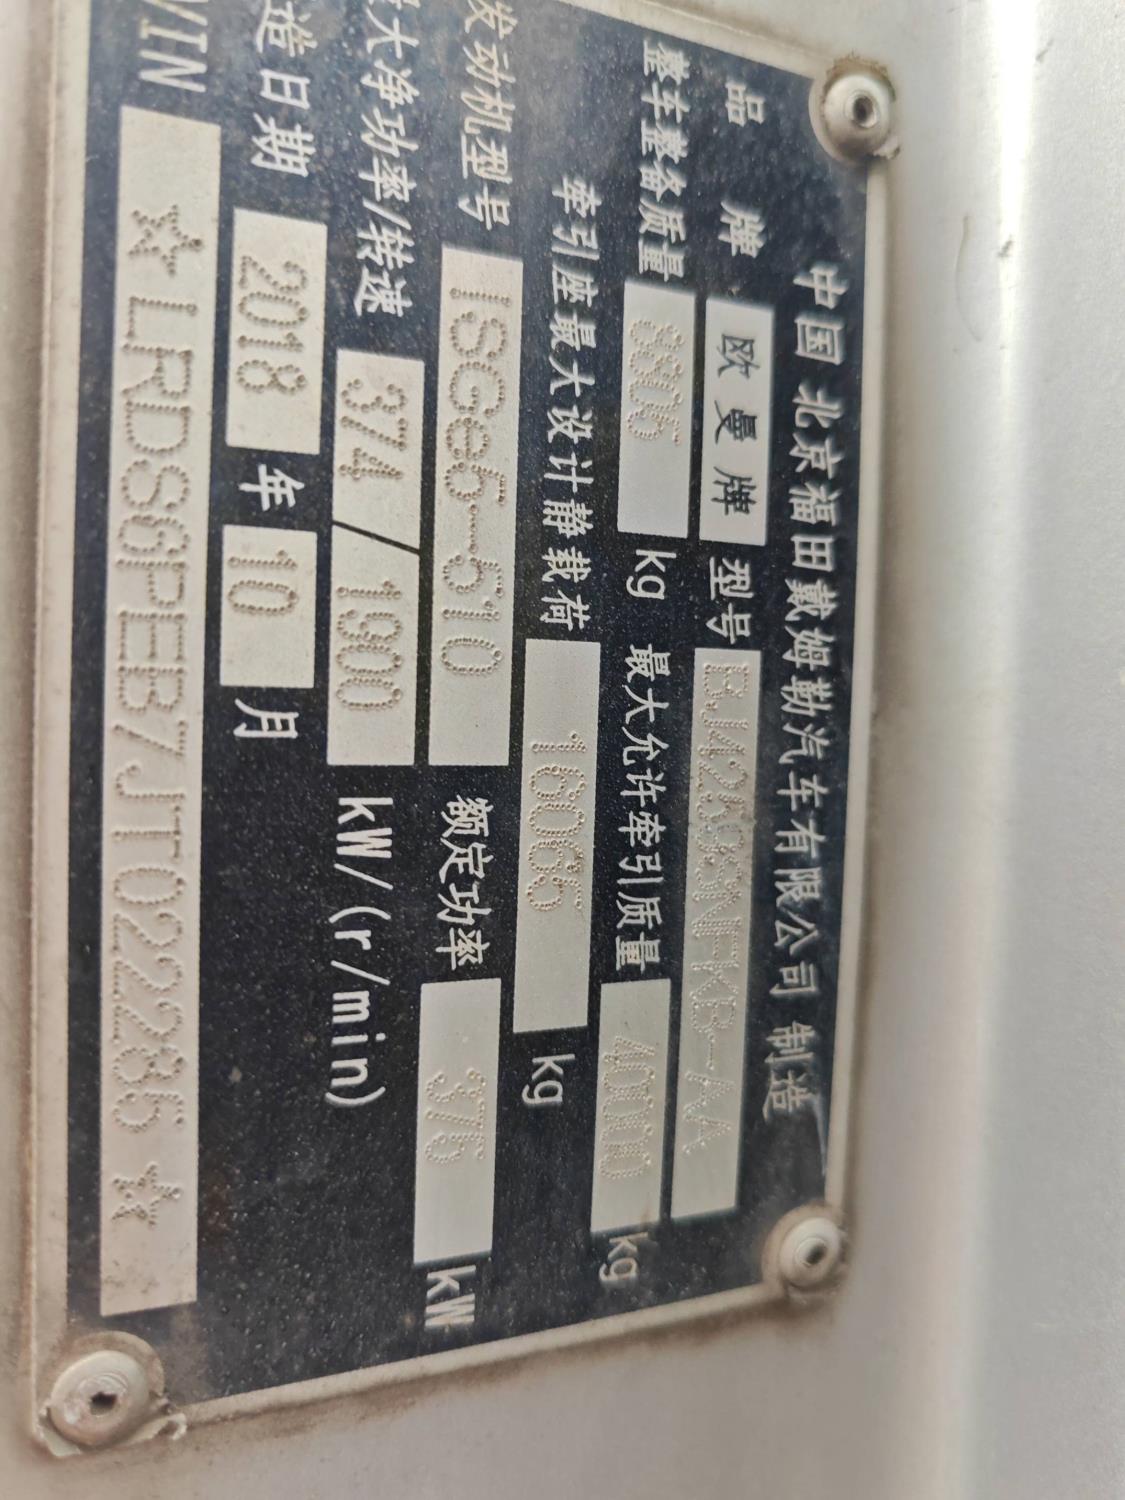 中国 北京福田戴姆勒汽车有限公司 制造
品 牌 欧曼牌 型号 BJ4259SNFKB-AA
整车整备质量 8806 kg 最大允许牵引质量 40000 kg
牵引座最大设计静载荷 16065 kg
发动机型号 ISGe5-510 额定功率 376 kW
最大净功率/转速 374/1900 kW/(r/min)
制造日期 2018 年 10 月
VIN ☆LRDS6PEB7JT022285☆